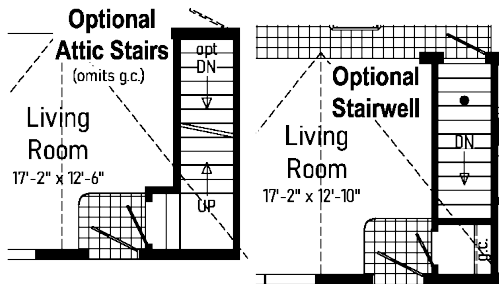 Optional
Attic Stairs
(omits g.c.)
opt
DN
Living
Room
17'-2" x 12'-6"
UP
Optional
Stairwell
Living
Room
17'-2" x 12'-10"
DN
g.c.